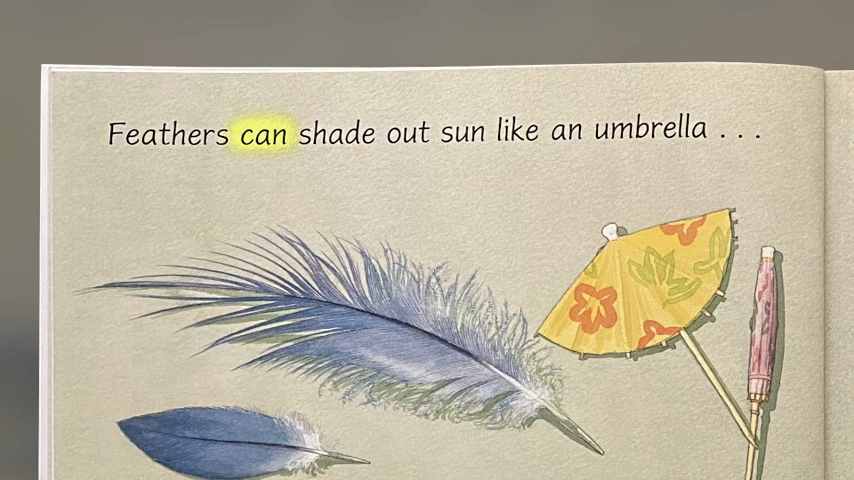 Feathers can shade out sun like an umbrella . . .